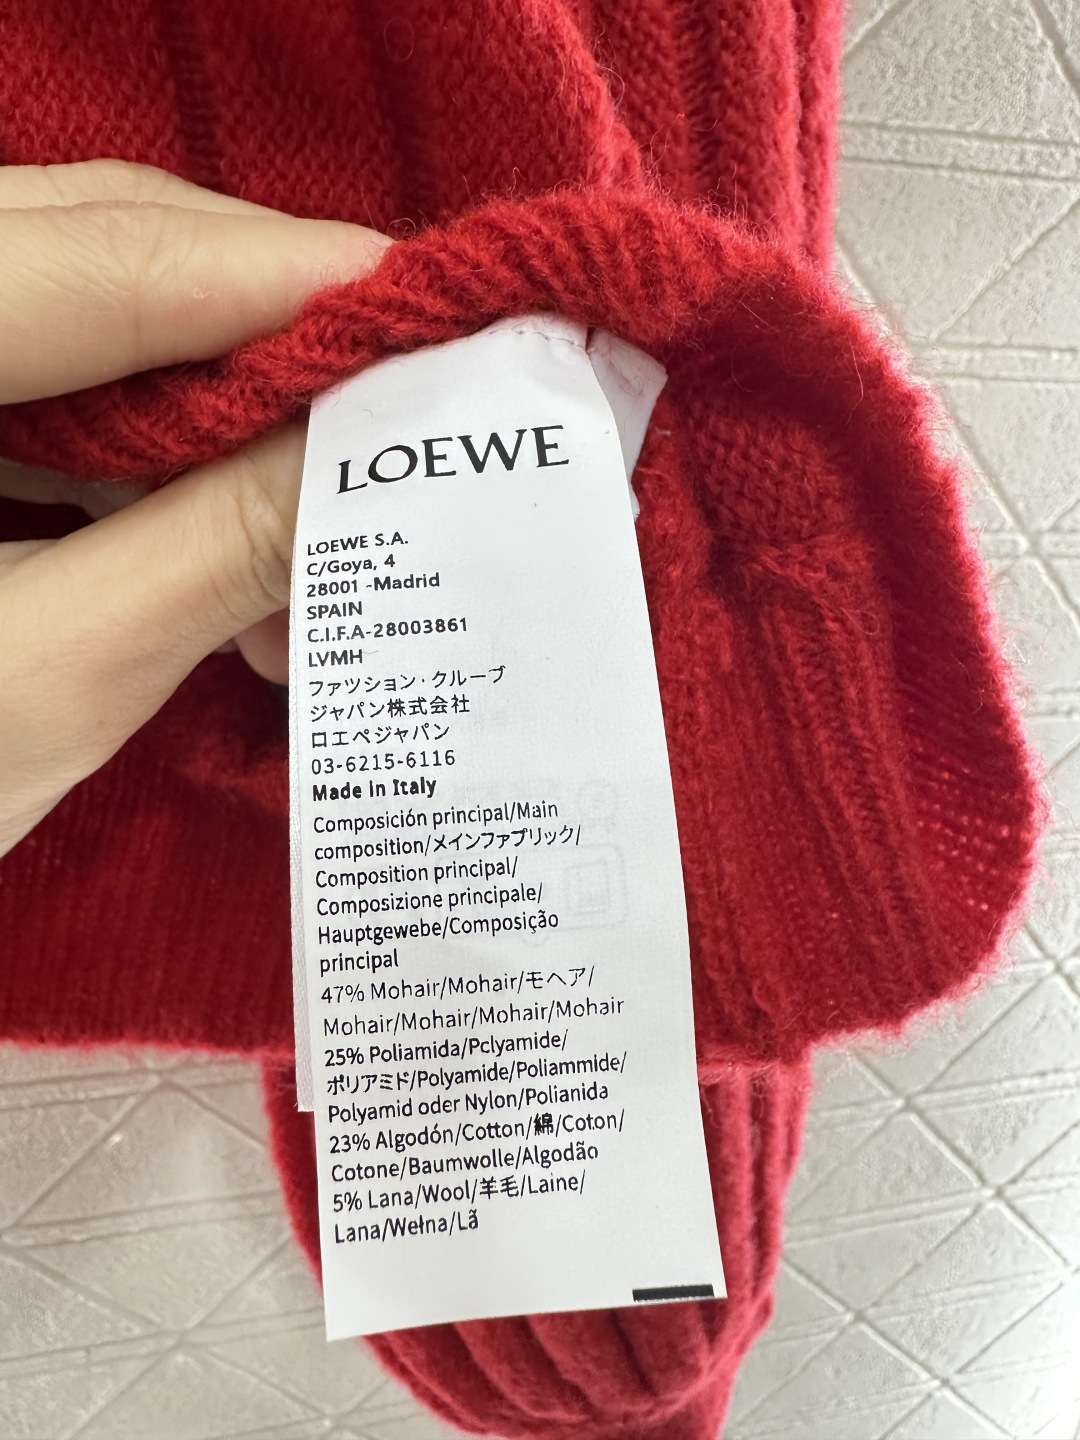 LOEWE
LOEWE S.A.
C/Goya, 4
28001 -Madrid
SPAIN
C.I.F.A-28003861
LVMH
ファツション·クループ
ジャパン株式会社
ロエペジャパン
03-6215-6116
Made in Italy
Composición principal/Main
composition/メインファプリック/
Composition principal/
Composizione principale/
Hauptgewebe/Composição
principal
47% Mohair/Mohair/モヘア/
Mohair/Mohair/Mohair/Mohair
25% Poliamida/Pclyamide/
ポリアミド/Polyamide/Poliammide/
Polyamid oder Nylon/Polianida
23% Algodón/Cotton/綿/Coton/
Cotone/Baumwolle/Algodão
5% Lana/Wool/羊毛/Laine/
Lana/Wełna/Lã